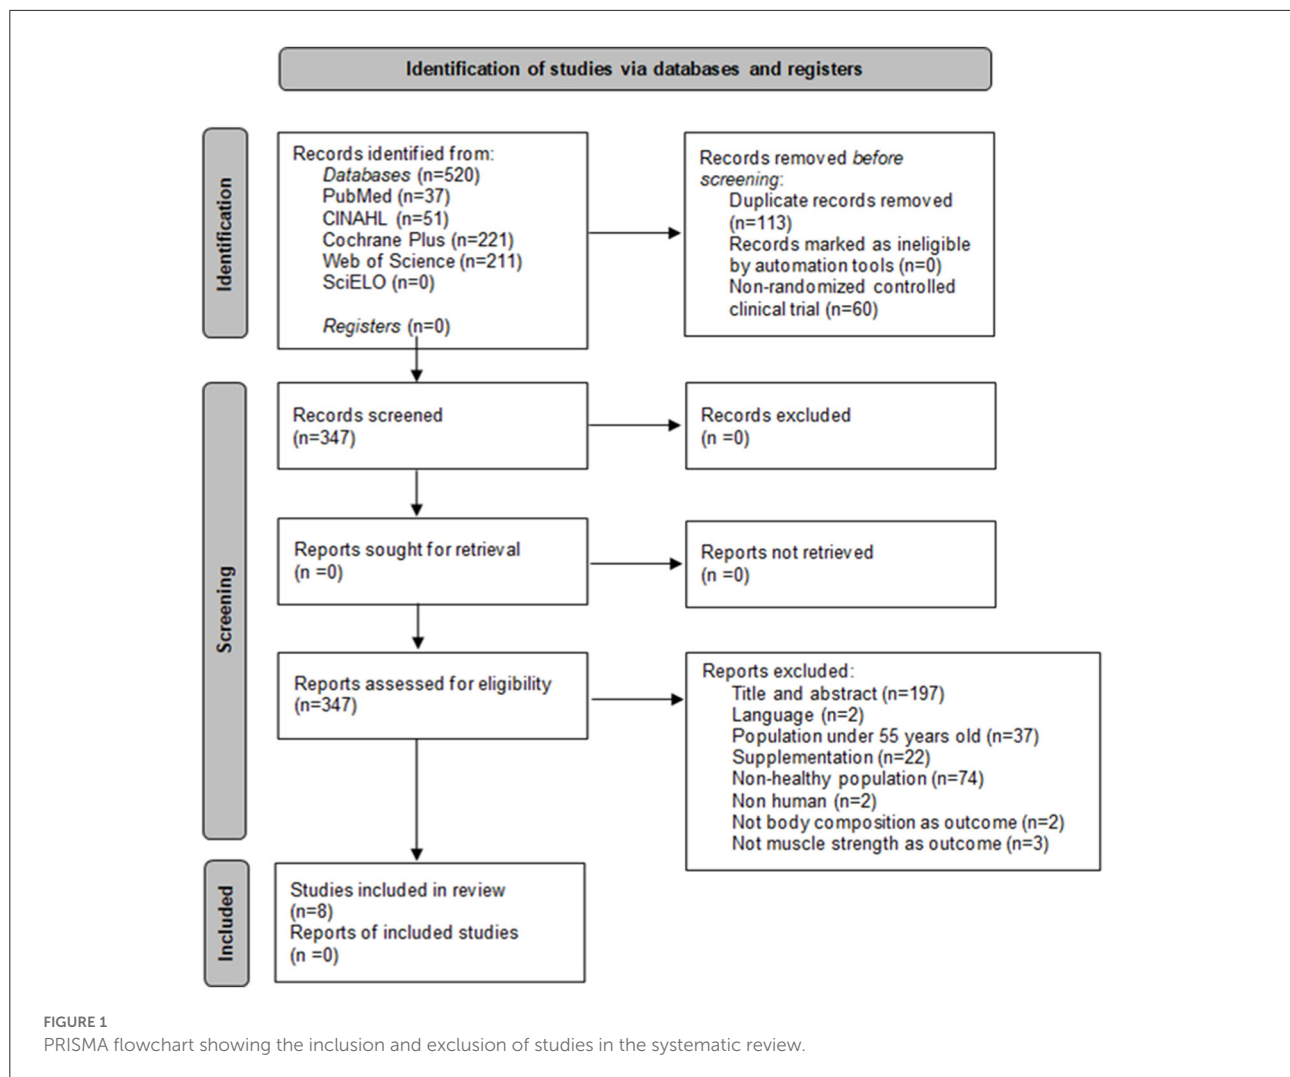 Identification of studies via databases and registers
Identification
Records identified from:
Databases (n=520)
PubMed (n=37)
CINAHL (n=51)
Cochrane Plus (n=221)
Web of Science (n=211)
SciELO (n=0)
Registers (n=0)
Records removed before
screening:
Duplicate records removed
(n=113)
Records marked as ineligible
by automation tools (n=0)
Non-randomized controlled
clinical trial (n=60)
Screening
Records screened
(n=347)
Records excluded
(n =0)
Reports sought for retrieval
(n =0)
Reports not retrieved
(n =0)
Reports assessed for eligibility
(n=347)
Reports excluded:
Title and abstract (n=197)
Language (n=2)
Population under 55 years old (n=37)
Supplementation (n=22)
Non-healthy population (n=74)
Non human (n=2)
Not body composition as outcome (n=2)
Not muscle strength as outcome (n=3)
Included
Studies included in review
(n=8)
Reports of included studies
(n =0)
FIGURE 1
PRISMA flowchart showing the inclusion and exclusion of studies in the systematic review.